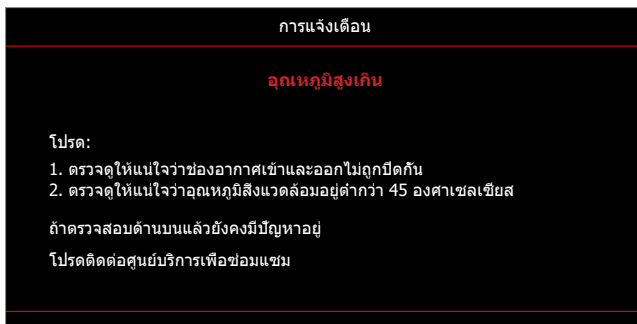 การแจ้งเตือน
อุณหภูมิสูงเกิน
โปรด:
1. ตรวจดูให้แน่ใจว่าช่องอากาศเข้าและออกไม่ถูกปิดกั้น
2. ตรวจดูให้แน่ใจว่าอุณหภูมิสิ่งแวดล้อมอยู่ต่ำกว่า 45 องศาเซลเซียส
ถ้าตรวจสอบด้านบนแล้วยังคงมีปัญหาอยู่
โปรดติดต่อศูนย์บริการเพื่อซ่อมแซม